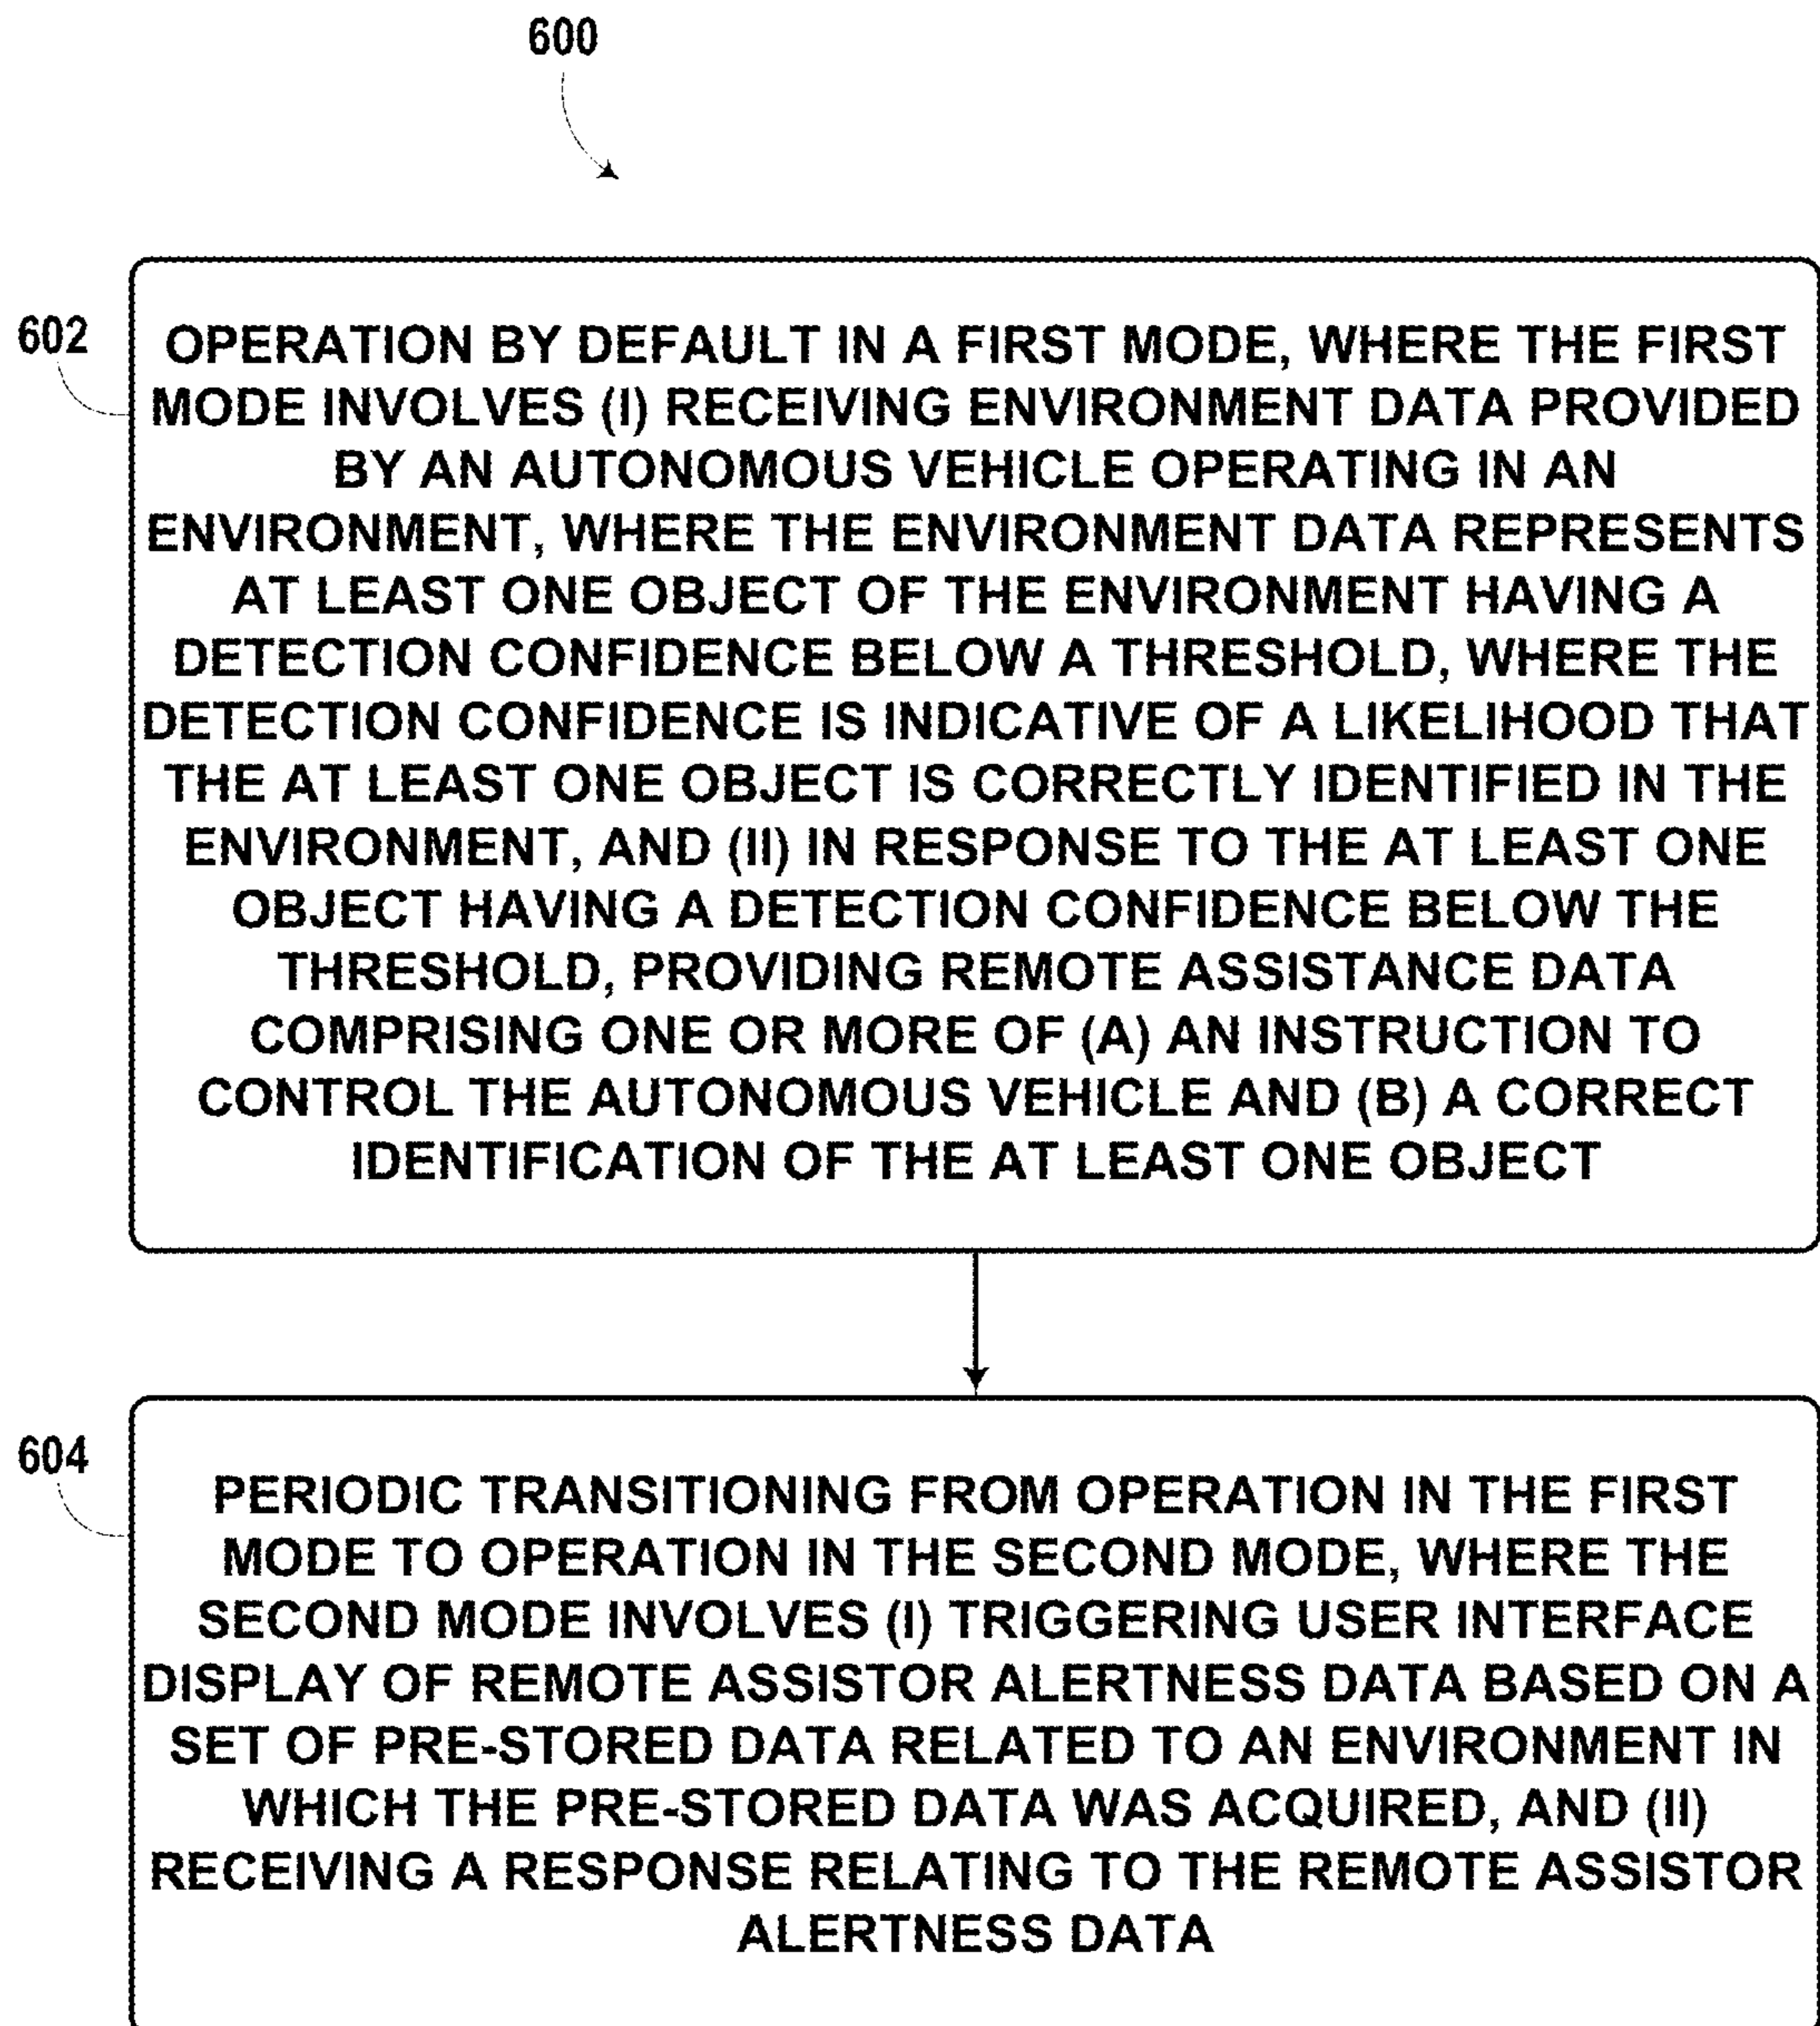 600
602
OPERATION BY DEFAULT IN A FIRST MODE, WHERE THE FIRST
MODE INVOLVES (I) RECEIVING ENVIRONMENT DATA PROVIDED
BY AN AUTONOMOUS VEHICLE OPERATING IN AN
ENVIRONMENT, WHERE THE ENVIRONMENT DATA REPRESENTS
AT LEAST ONE OBJECT OF THE ENVIRONMENT HAVING A
DETECTION CONFIDENCE BELOW A THRESHOLD, WHERE THE
DETECTION CONFIDENCE IS INDICATIVE OF A LIKELIHOOD THAT
THE AT LEAST ONE OBJECT IS CORRECTLY IDENTIFIED IN THE
ENVIRONMENT, AND (II) IN RESPONSE TO THE AT LEAST ONE
OBJECT HAVING A DETECTION CONFIDENCE BELOW THE
THRESHOLD, PROVIDING REMOTE ASSISTANCE DATA
COMPRISING ONE OR MORE OF (A) AN INSTRUCTION TO
CONTROL THE AUTONOMOUS VEHICLE AND (B) A CORRECT
IDENTIFICATION OF THE AT LEAST ONE OBJECT
604
PERIODIC TRANSITIONING FROM OPERATION IN THE FIRST
MODE TO OPERATION IN THE SECOND MODE, WHERE THE
SECOND MODE INVOLVES (I) TRIGGERING USER INTERFACE
DISPLAY OF REMOTE ASSISTOR ALERTNESS DATA BASED ON A
SET OF PRE-STORED DATA RELATED TO AN ENVIRONMENT IN
WHICH THE PRE-STORED DATA WAS ACQUIRED, AND (II)
RECEIVING A RESPONSE RELATING TO THE REMOTE ASSISTOR
ALERTNESS DATA